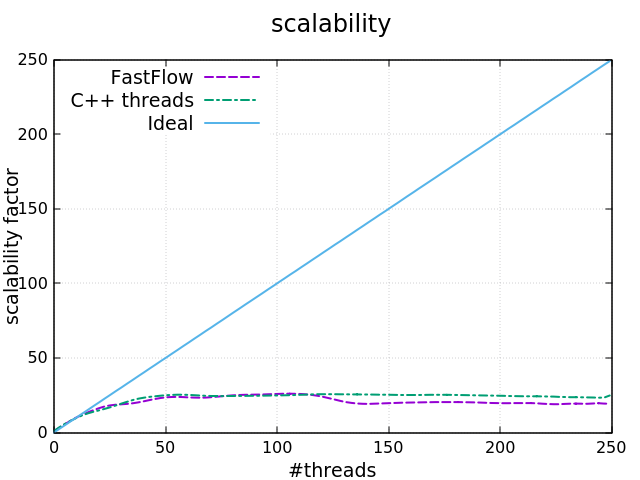 scalability
FastFlow
C++ threads
Ideal
scalability factor
250
200
150
100
50
0
0 50 100 150 200 250
#threads